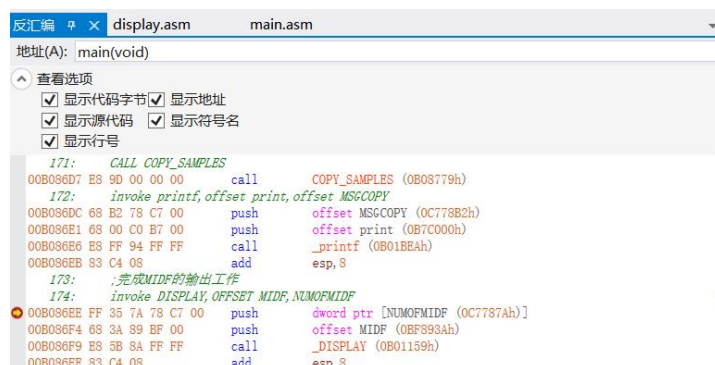 反汇编 display.asm main.asm
地址(A): main(void)
查看选项
显示代码字节 显示地址
显示源代码 显示符号名
显示行号
171: CALL COPY_SAMPLES
00B086D7 E8 9D 00 00 00 call COPY_SAMPLES (0B08779h)
172: invoke printf,offset print,offset MSGCOPY
00B086DC 68 B2 78 C7 00 push offset MSGCOPY (0C778B2h)
00B086E1 68 00 C0 B7 00 push offset print (0B7C000h)
00B086E6 E8 FF 94 FF FF call _printf (0B01BEAh)
00B086EB 83 C4 08 add esp,8
173: ;完成MIDF的输出工作
174: invoke DISPLAY,OFFSET MIDF,NUMOFMIDF
00B086EE FF 35 7A 78 C7 00 push dword ptr [NUMOFMIDF (0C7787Ah)]
00B086F4 68 3A 89 BF 00 push offset MIDF (0BF893Ah)
00B086F9 E8 5B 8A FF FF call _DISPLAY (0B01159h)
00B086FE 83 C4 08 add esp,8